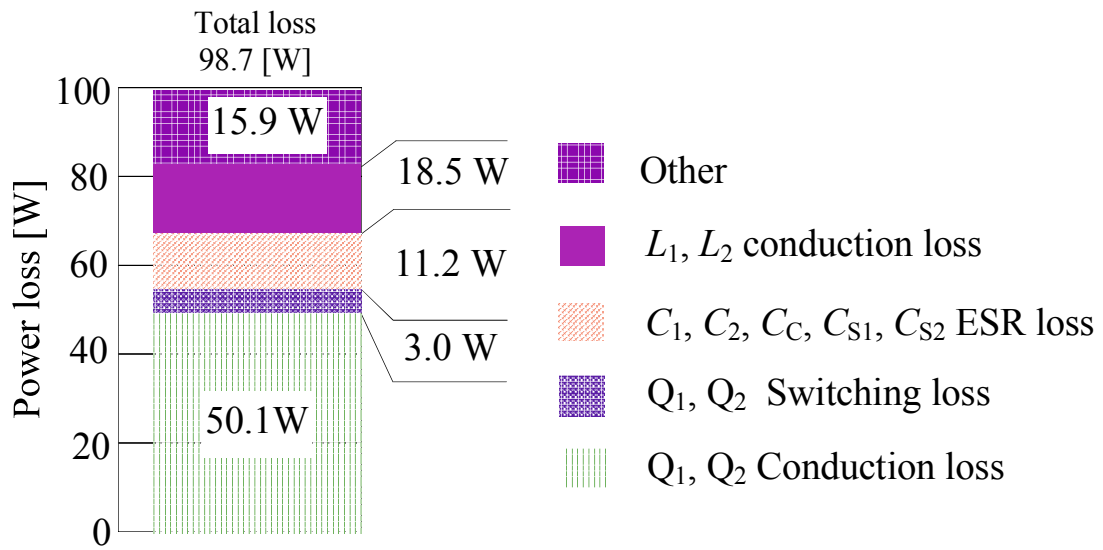 Total loss
98.7 [W]
Power loss [W]
100
80
60
40
20
0
15.9 W
18.5 W
11.2 W
3.0 W
50.1W
Other
L1, L2 conduction loss
C1, C2, CC, CS1, CS2 ESR loss
Q1, Q2 Switching loss
Q1, Q2 Conduction loss